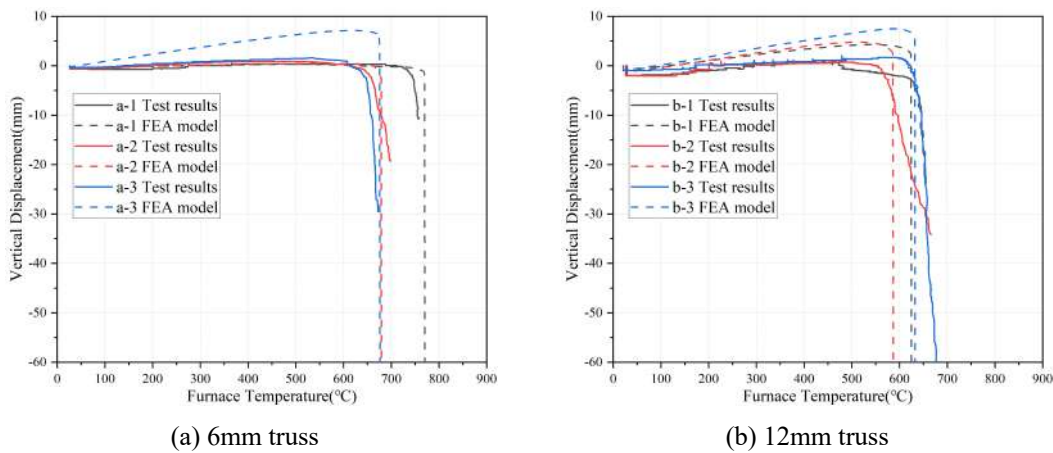 10
0
-10
-20
-30
-40
-50
-60
Vertical Displacement(mm)
a-1 Test results
a-1 FEA model
a-2 Test results
a-2 FEA model
a-3 Test results
a-3 FEA model
0 100 200 300 400 500 600 700 800 900
Furnace Temperature(℃)
(a) 6mm truss
10
0
-10
-20
-30
-40
-50
-60
Vertical Displacement(mm)
b-1 Test results
b-1 FEA model
b-2 Test results
b-2 FEA model
b-3 Test results
b-3 FEA model
0 100 200 300 400 500 600 700 800 900
Furnace Temperature(℃)
(b) 12mm truss